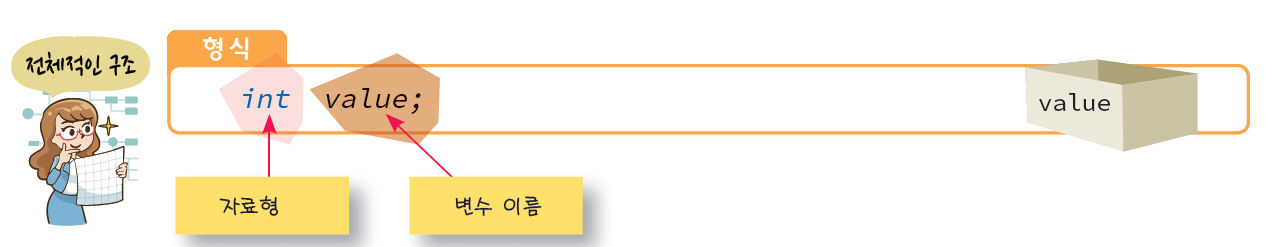 전체적인 구조
형식
int value;
value
자료형
변수 이름